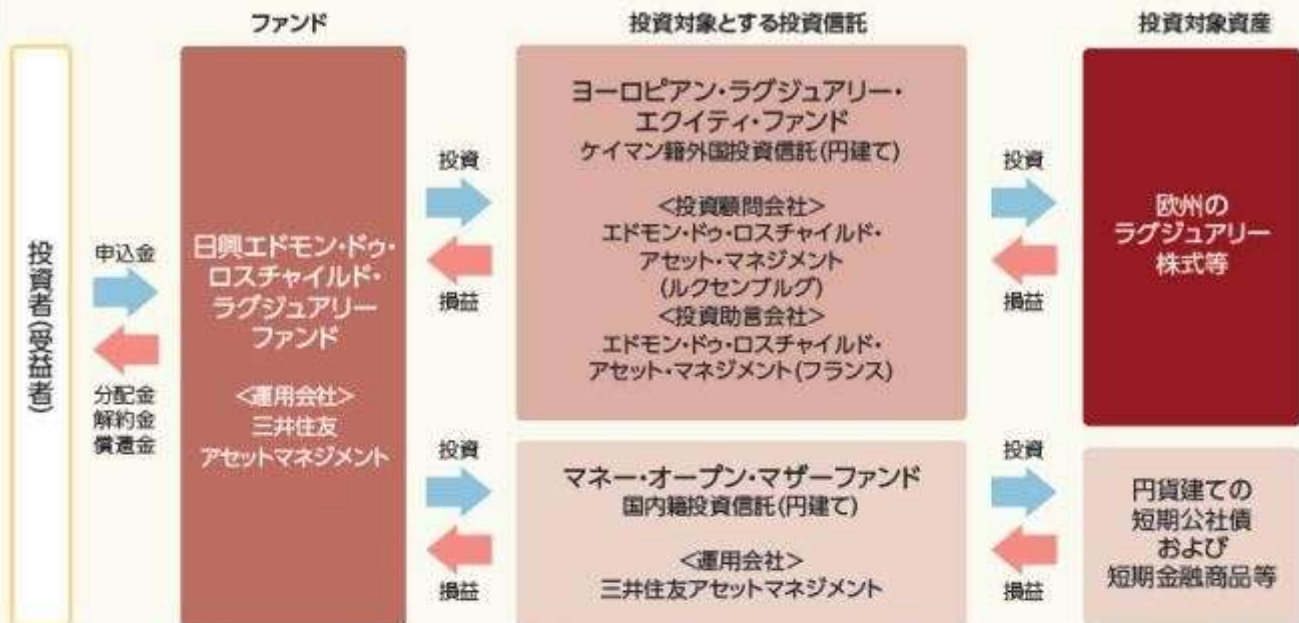 ファンド
投資対象とする投資信託
投資対象資産
投資者(受益者)
申込金
分配金
解約金
償還金
日興エドモン・ドゥ・
ロスチャイルド・
ラグジュアリー
ファンド
<運用会社>
三井住友
アセットマネジメント
投資
損益
ヨーロピアン・ラグジュアリー・
エクイティ・ファンド
ケイマン籍外国投資信託(円建て)
<投資顧問会社>
エドモン・ドゥ・ロスチャイルド・
アセット・マネジメント
(ルクセンブルグ)
<投資助言会社>
エドモン・ドゥ・ロスチャイルド・
アセット・マネジメント(フランス)
投資
損益
欧州の
ラグジュアリー
株式等
投資
損益
マネー・オープン・マザーファンド
国内籍投資信託(円建て)
<運用会社>
三井住友アセットマネジメント
投資
損益
円貨建ての
短期公社債
および
短期金融商品等